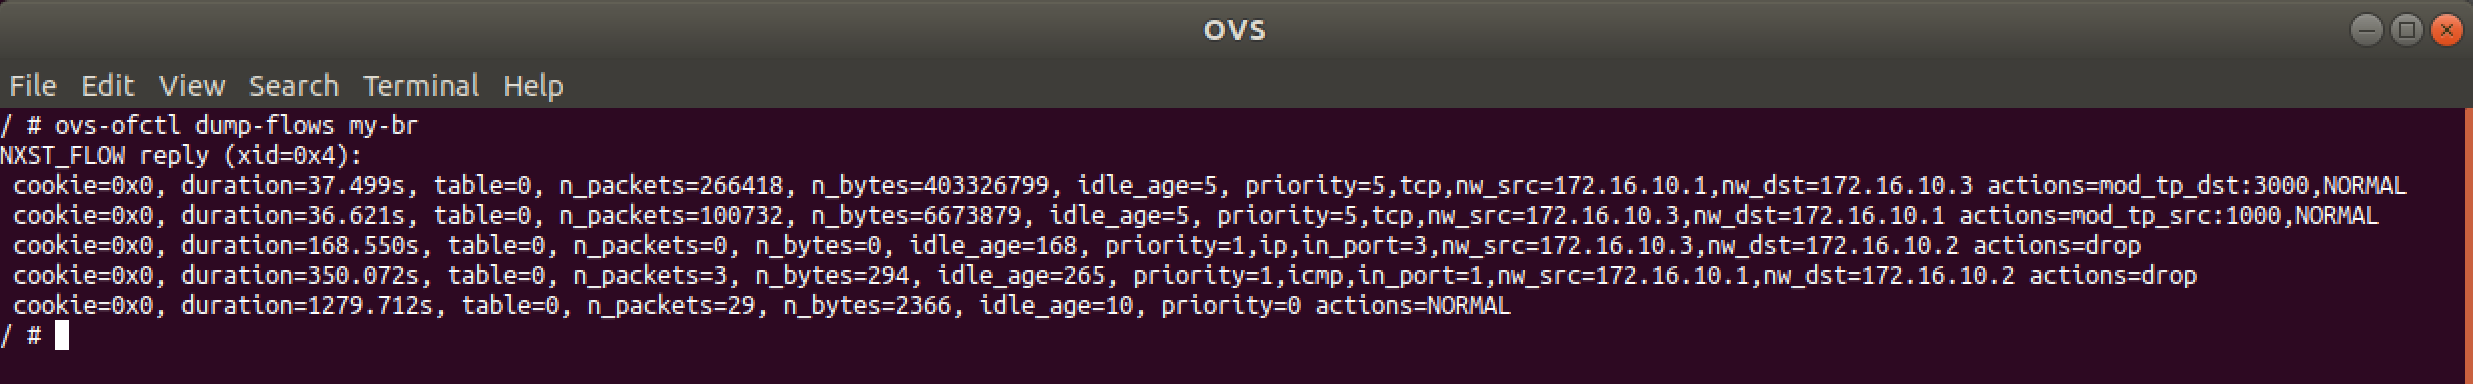 OVS
File Edit View Search Terminal Help
/ # ovs-ofctl dump-flows my-br
NXST_FLOW reply (xid=0x4):
 cookie=0x0, duration=37.499s, table=0, n_packets=266418, n_bytes=403326799, idle_age=5, priority=5,tcp,nw_src=172.16.10.1,nw_dst=172.16.10.3 actions=mod_tp_dst:3000,NORMAL
 cookie=0x0, duration=36.621s, table=0, n_packets=100732, n_bytes=6673879, idle_age=5, priority=5,tcp,nw_src=172.16.10.3,nw_dst=172.16.10.1 actions=mod_tp_src:1000,NORMAL
 cookie=0x0, duration=168.550s, table=0, n_packets=0, n_bytes=0, idle_age=168, priority=1,ip,in_port=3,nw_src=172.16.10.3,nw_dst=172.16.10.2 actions=drop
 cookie=0x0, duration=350.072s, table=0, n_packets=3, n_bytes=294, idle_age=265, priority=1,icmp,in_port=1,nw_src=172.16.10.1,nw_dst=172.16.10.2 actions=drop
 cookie=0x0, duration=1279.712s, table=0, n_packets=29, n_bytes=2366, idle_age=10, priority=0 actions=NORMAL
/ #